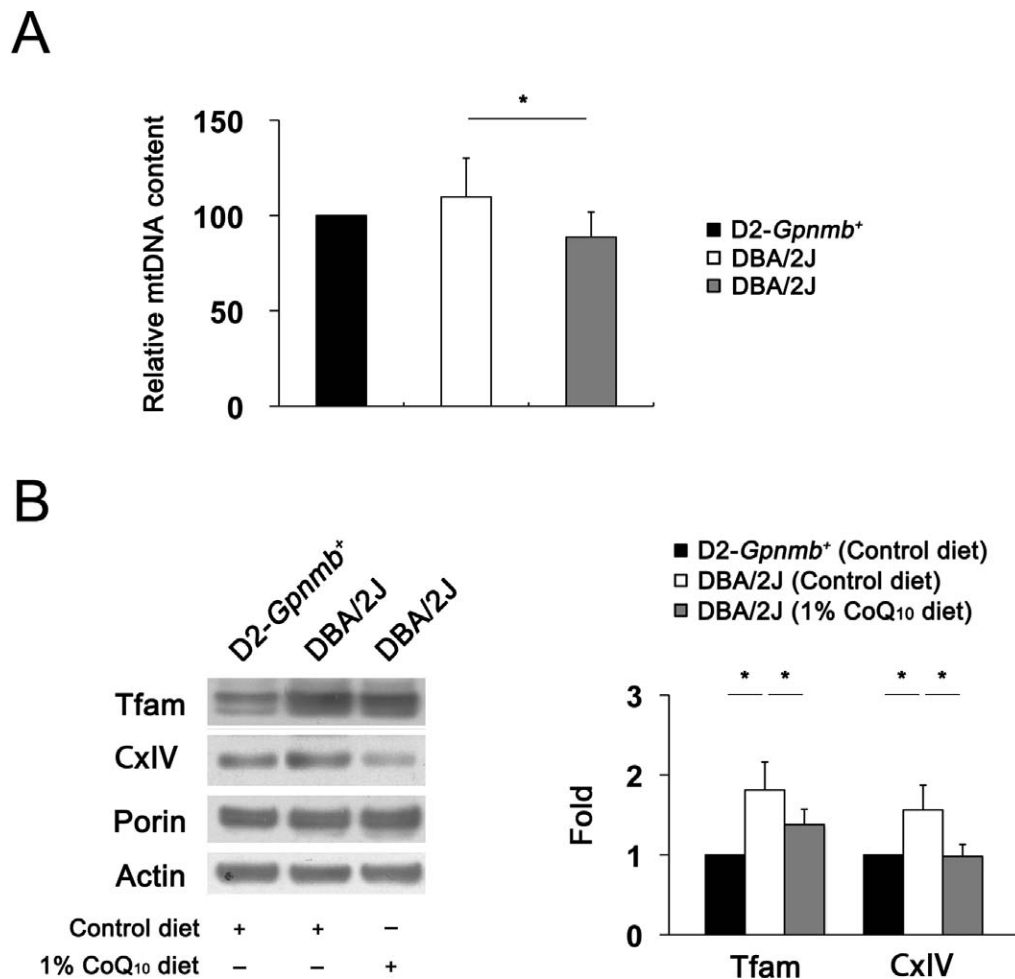 A
*
150
100
50
0
Relative mtDNA content
D2-Gpnmb⁺
DBA/2J
DBA/2J
B
D2-Gpnmb⁺
DBA/2J
DBA/2J
Tfam
CxIV
Porin
Actin
Control diet + + –
1% CoQ₁₀ diet – – +
D2-Gpnmb⁺ (Control diet)
DBA/2J (Control diet)
DBA/2J (1% CoQ₁₀ diet)
* * * *
3
2
1
0
Fold
Tfam CxIV